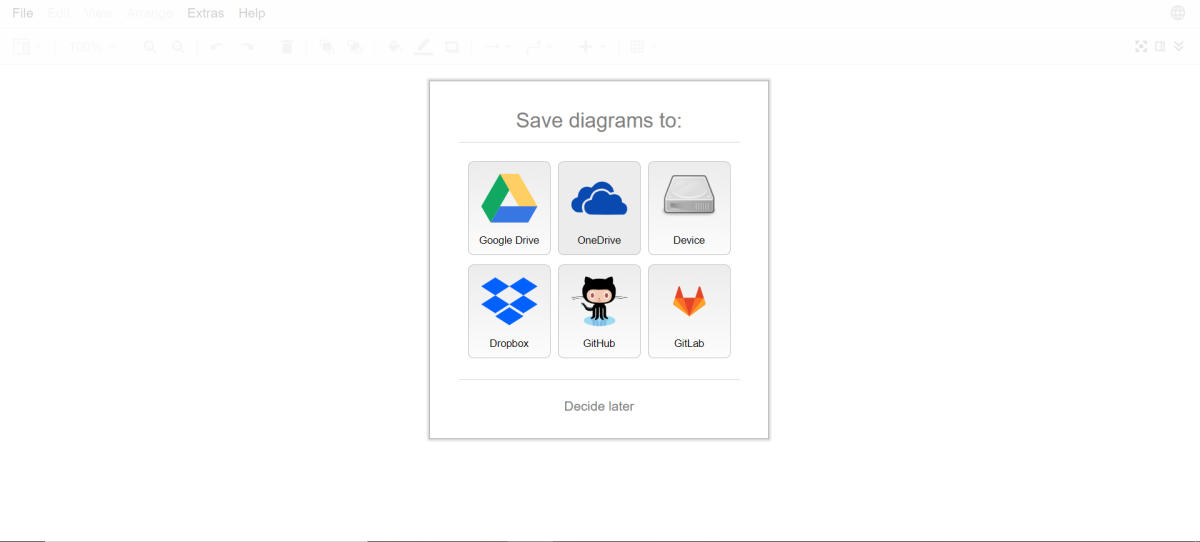 File Edit View Arrange Extras Help
100%
Save diagrams to:
Google Drive OneDrive Device
Dropbox GitHub GitLab
Decide later